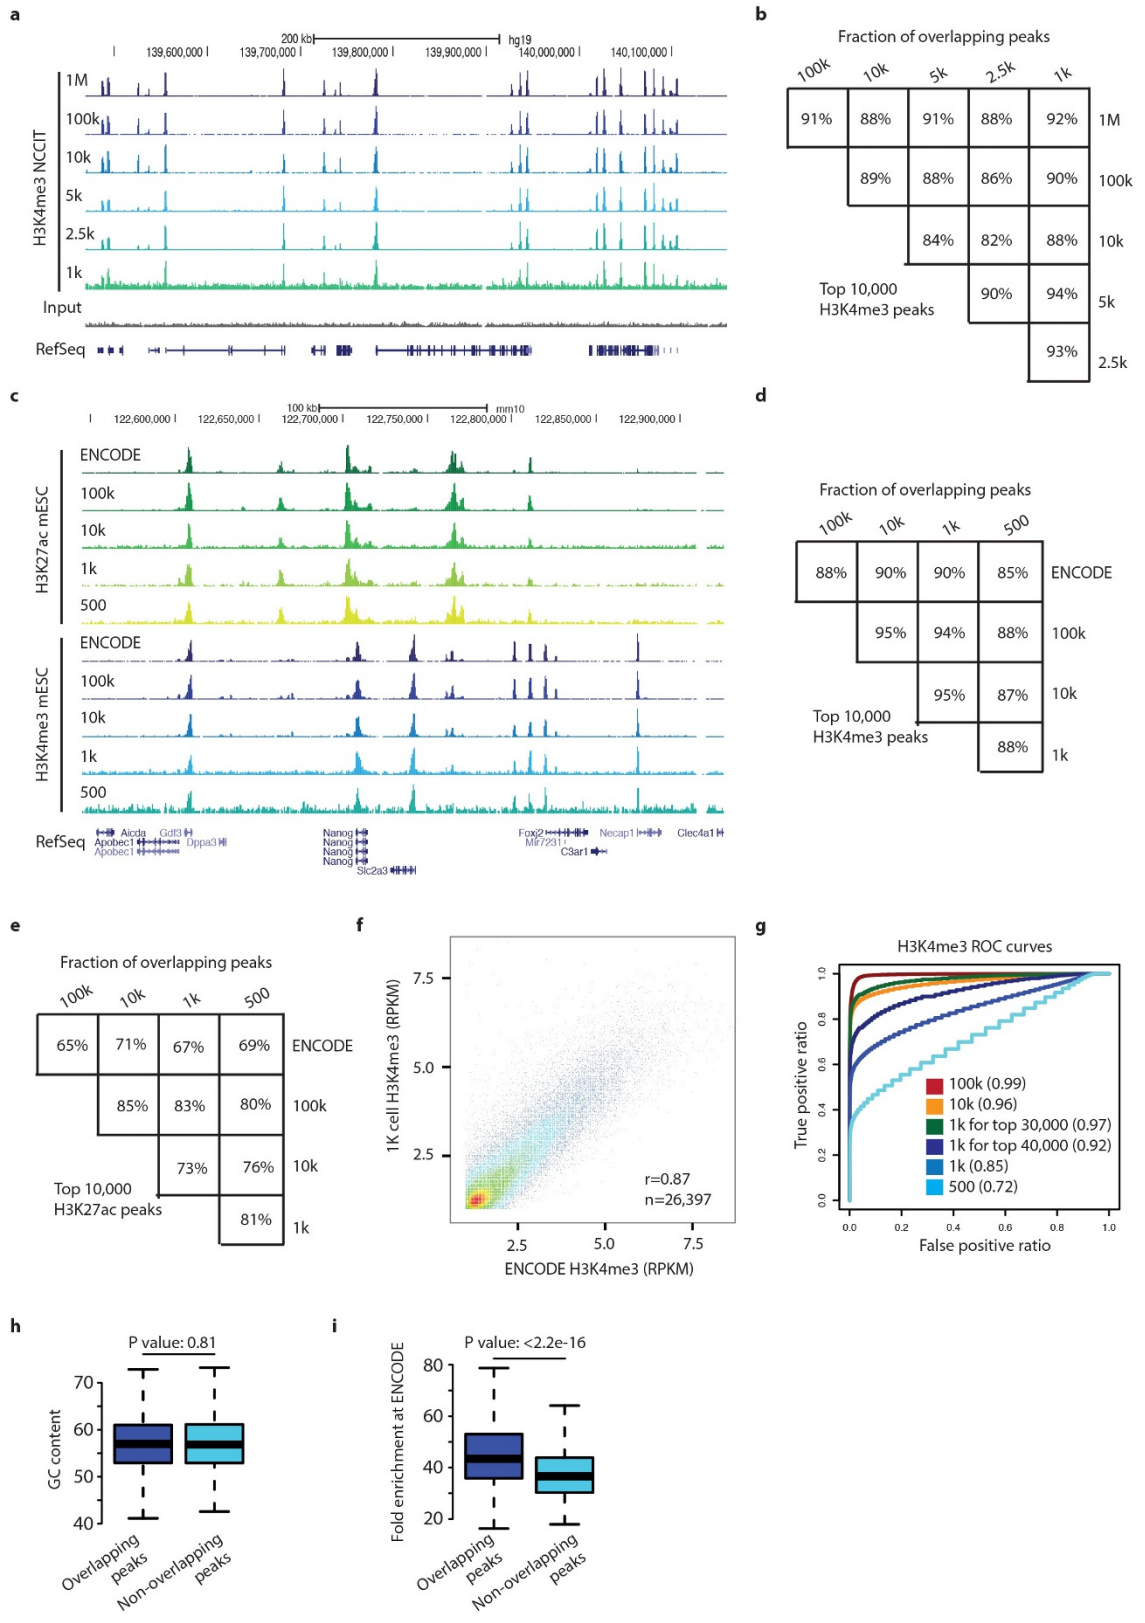 a
200 kb
hg19
139,600,000
139,700,000
139,800,000
139,900,000
140,000,000
140,100,000
H3K4me3 NCCIT
1M
100k
10k
5k
2.5k
1k
Input
RefSeq
b
Fraction of overlapping peaks
100k 10k 5k 2.5k 1k
91% 88% 91% 88% 92% 1M
89% 88% 86% 90% 100k
84% 82% 88% 10k
90% 94% 5k
93% 2.5k
Top 10,000
H3K4me3 peaks
c
100 kb
mm10
122,600,000
122,650,000
122,700,000
122,750,000
122,800,000
122,850,000
122,900,000
H3K27ac mESC
ENCODE
100k
10k
1k
500
H3K4me3 mESC
ENCODE
100k
10k
1k
500
RefSeq
Aicda Gdf3 Nanog Foxj2 Necap1 Clec4a1
Apobec1 Dppa3 Nanog Mir7231
Apobec1 Nanog C3ar1
Nanog
Slc2a3
d
Fraction of overlapping peaks
100k 10k 1k 500
88% 90% 90% 85% ENCODE
95% 94% 88% 100k
95% 87% 10k
88% 1k
Top 10,000
H3K4me3 peaks
e
Fraction of overlapping peaks
100k 10k 1k 500
65% 71% 67% 69% ENCODE
85% 83% 80% 100k
73% 76% 10k
81% 1k
Top 10,000
H3K27ac peaks
f
1K cell H3K4me3 (RPKM)
7.5
5.0
2.5
r=0.87
n=26,397
2.5 5.0 7.5
ENCODE H3K4me3 (RPKM)
g
H3K4me3 ROC curves
True positive ratio
1.0
0.8
0.6
0.4
0.2
0.0
100k (0.99)
10k (0.96)
1k for top 30,000 (0.97)
1k for top 40,000 (0.92)
1k (0.85)
500 (0.72)
0.0 0.2 0.4 0.6 0.8 1.0
False positive ratio
h
P value: 0.81
GC content
70
60
50
40
Overlapping
peaks
Non-overlapping
peaks
i
P value: <2.2e-16
Fold enrichment at ENCODE
80
60
40
20
Overlapping
peaks
Non-overlapping
peaks